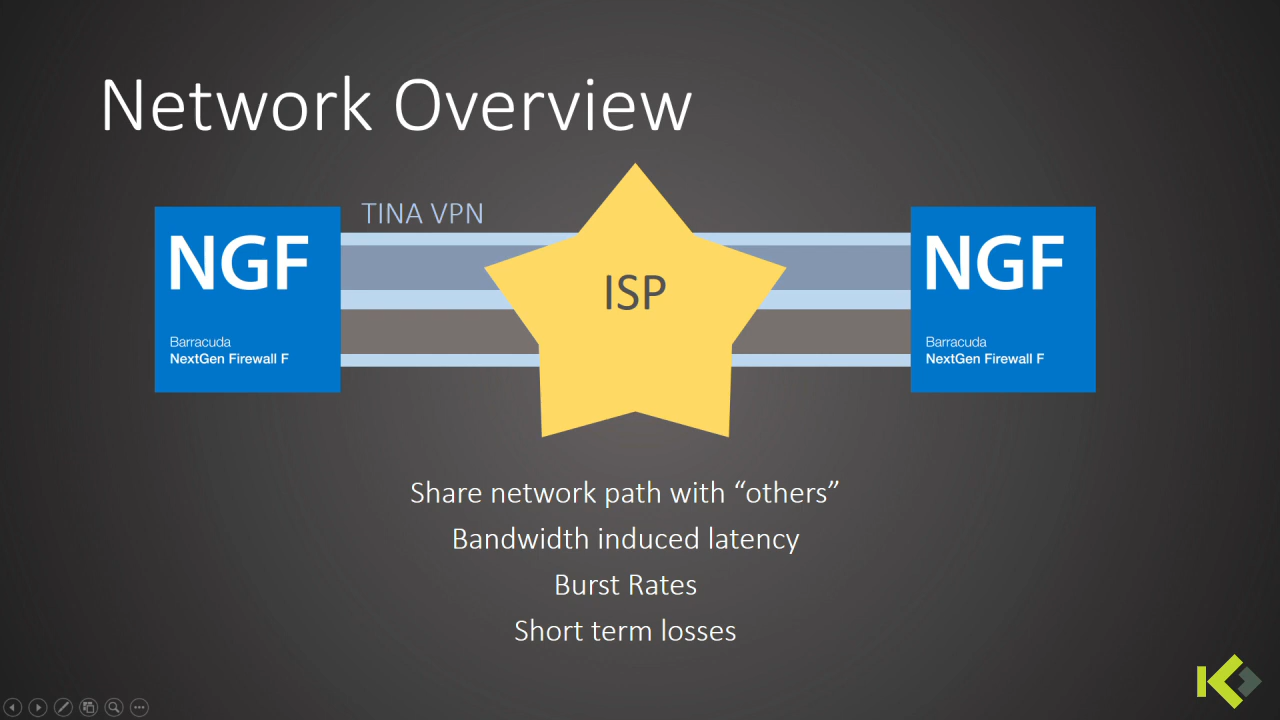 Network Overview
TINA VPN
NGF
Barracuda
NextGen Firewall F
ISP
NGF
Barracuda
NextGen Firewall F
Share network path with “others”
Bandwidth induced latency
Burst Rates
Short term losses